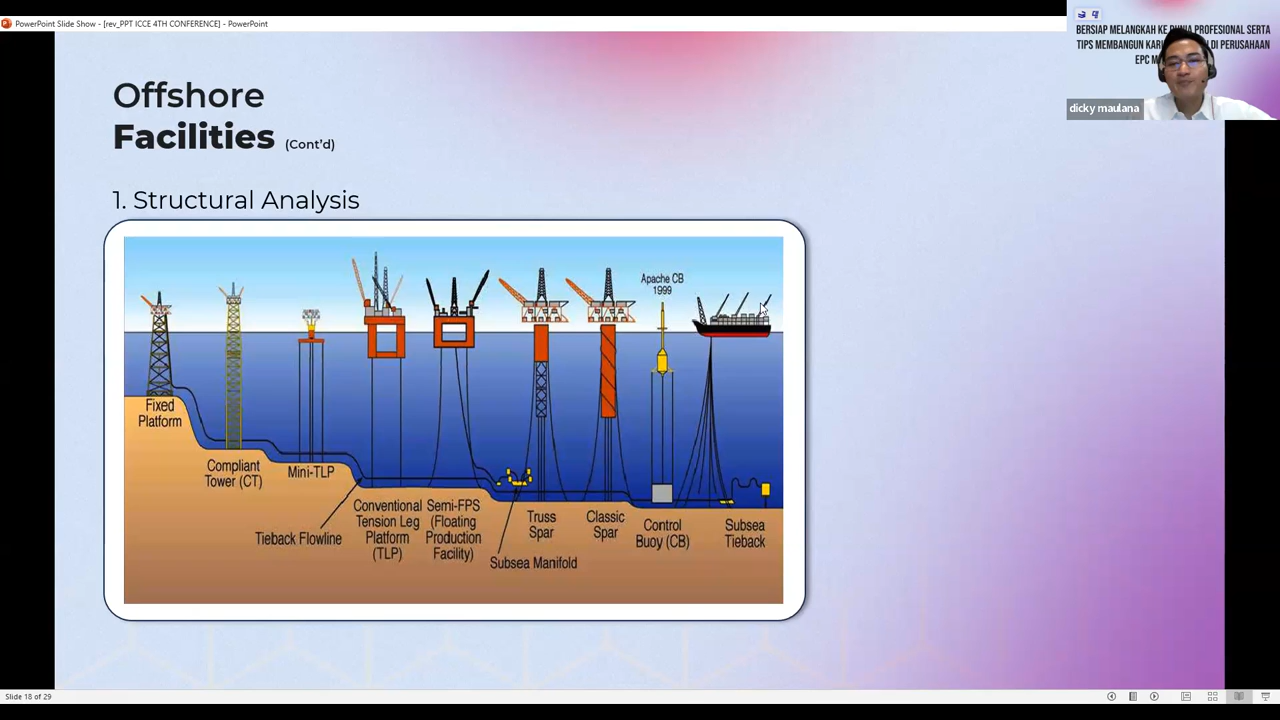 PowerPoint Slide Show - [rev_PPT ICCE 4TH CONFERENCE] - PowerPoint
BERSIAP MELANGKAH KE PROFESIONAL SERTA
TIPS MEMBANGUN DI PERUSAHAAN
EPC
dicky maulana
Offshore
Facilities (Cont'd)
1. Structural Analysis
Apache CB
1999
Fixed
Platform
Compliant
Tower (CT)
Mini-TLP
Tieback Flowline
Conventional
Tension Leg
Platform
(TLP)
Semi-FPS
(Floating
Production
Facility)
Subsea Manifold
Truss
Spar
Classic
Spar
Control
Buoy (CB)
Subsea
Tieback
Slide 18 of 29